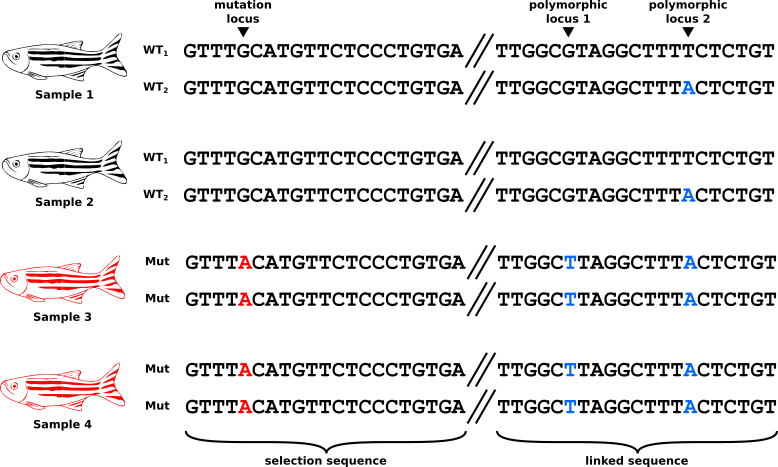 mutation locus polymorphic locus 1 polymorphic locus 2
WT1 GTTTGCATGTTCTCCCTGTGA // TTGGCGTAGGCTTTTCTCTGT
Sample 1
WT2 GTTTGCATGTTCTCCCTGTGA // TTGGCGTAGGCTTTACTCTGT
WT1 GTTTGCATGTTCTCCCTGTGA // TTGGCGTAGGCTTTTCTCTGT
Sample 2
WT2 GTTTGCATGTTCTCCCTGTGA // TTGGCGTAGGCTTTACTCTGT
Mut GTTTACATGTTCTCCCTGTGA // TTGGCTTAGGCTTTACTCTGT
Mut GTTTACATGTTCTCCCTGTGA // TTGGCTTAGGCTTTACTCTGT
Sample 3
Mut GTTTACATGTTCTCCCTGTGA // TTGGCTTAGGCTTTACTCTGT
Mut GTTTACATGTTCTCCCTGTGA // TTGGCTTAGGCTTTACTCTGT
Sample 4
selection sequence linked sequence